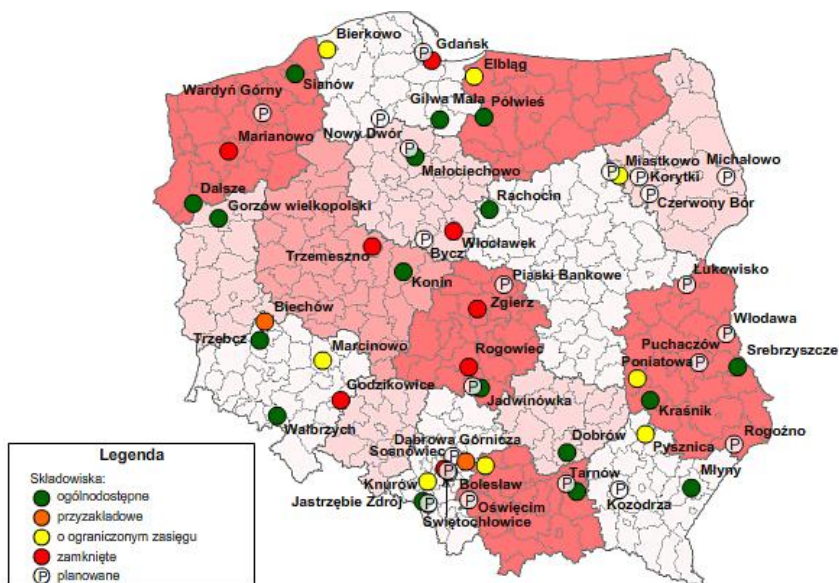 Bierkowo
Gdańsk
Elbląg
Sianów
Wardyń Górny
Gilwa Mała
Półwieś
Nowy Dwór
Marianowo
Małociechowo
Miastkowo
Michałowo
Korytki
Czerwony Bór
Dalsze
Gorzów wielkopolski
Rachocin
Włocławek
Bycz
Trzemeszno
Konin
Piaski Bankowe
Łukowisko
Zgierz
Biechów
Włodawa
Trzebcz
Marcinowo
Rogowiec
Puchaczów
Srebrzyszcze
Poniatowa
Godzikowice
Jadwinówka
Kraśnik
Wałbrzych
Dąbrowa Górnicza
Dobrów
Rogoźno
Sosnowiec
Pysznica
Knurów
Bolesław
Tarnów
Młyny
Jastrzębie Zdrój
Oświęcim
Kozodrza
Świętochłowice
Legenda
Składowiska:
ogólnodostępne
przyzakładowe
o ograniczonym zasięgu
zamknięte
P planowane